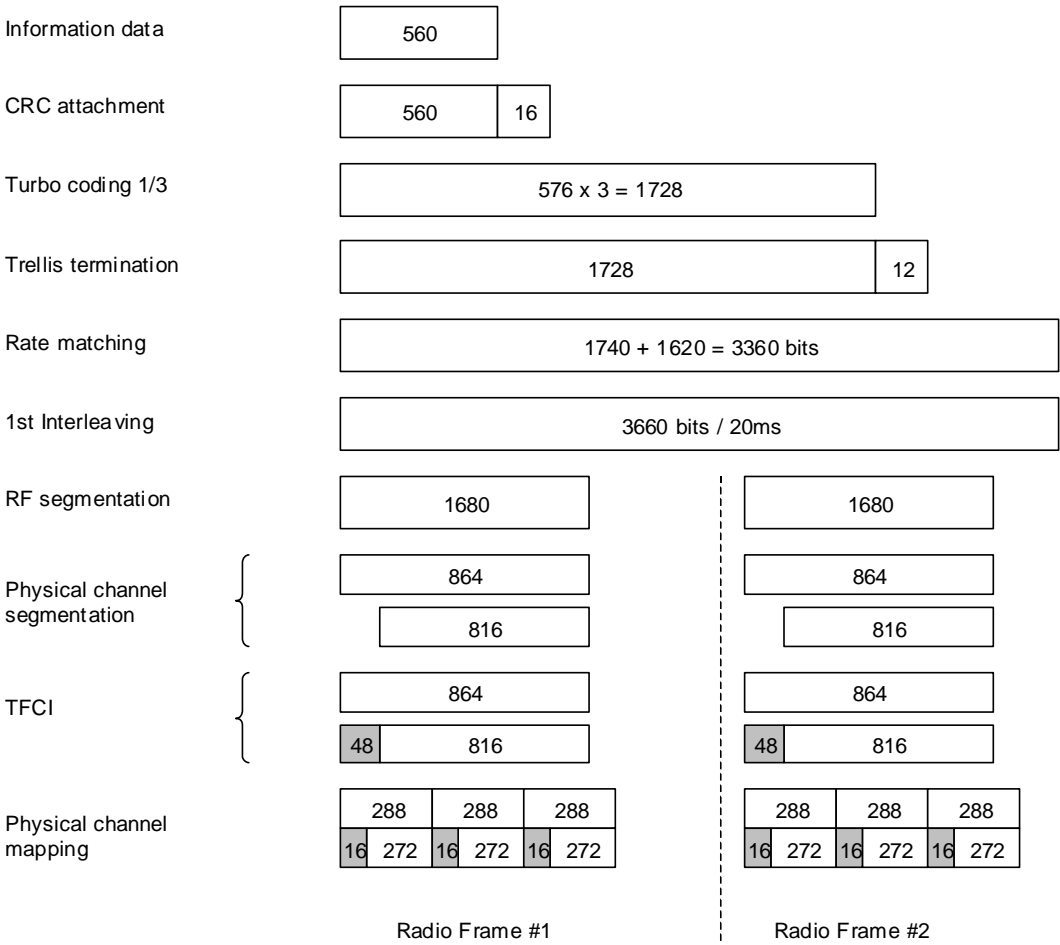 Information data
560
CRC attachment
560 16
Turbo coding 1/3
576 x 3 = 1728
Trellis termination
1728 12
Rate matching
1740 + 1620 = 3360 bits
1st Interleaving
3660 bits / 20ms
RF segmentation
1680 1680
Physical channel
segmentation
864 864
816 816
TFCI
864 864
48 816 48 816
Physical channel
mapping
288 288 288 288 288 288
16 272 16 272 16 272 16 272 16 272 16 272
Radio Frame #1 Radio Frame #2